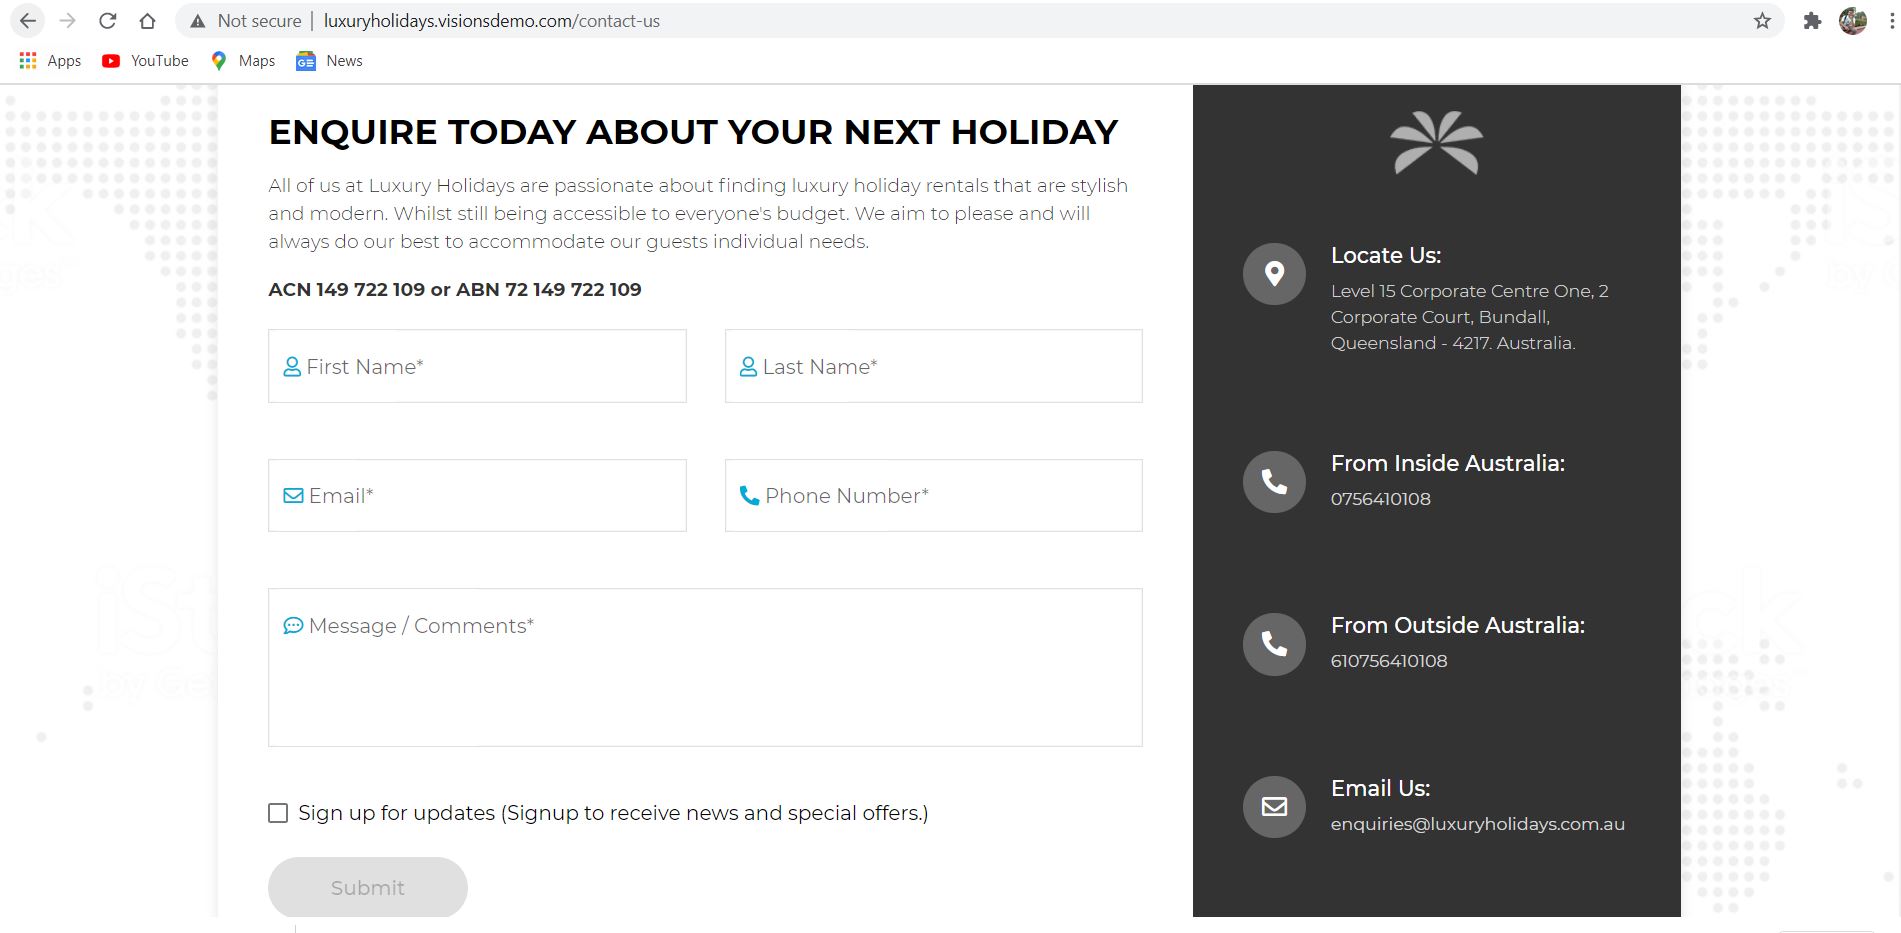 Not secure luxuryholidays.visionsdemo.com/contact-us
Apps YouTube Maps GE News
ENQUIRE TODAY ABOUT YOUR NEXT HOLIDAY
All of us at Luxury Holidays are passionate about finding luxury holiday rentals that are stylish
and modern. Whilst still being accessible to everyone's budget. We aim to please and will
always do our best to accommodate our guests individual needs.
ACN 149 722 109 or ABN 72 149 722 109
First Name*
Last Name*
Email*
Phone Number*
Message / Comments*
Sign up for updates (Signup to receive news and special offers.)
Submit
Locate Us:
Level 15 Corporate Centre One, 2
Corporate Court, Bundall,
Queensland - 4217. Australia.
From Inside Australia:
0756410108
From Outside Australia:
610756410108
Email Us:
enquiries@luxuryholidays.com.au